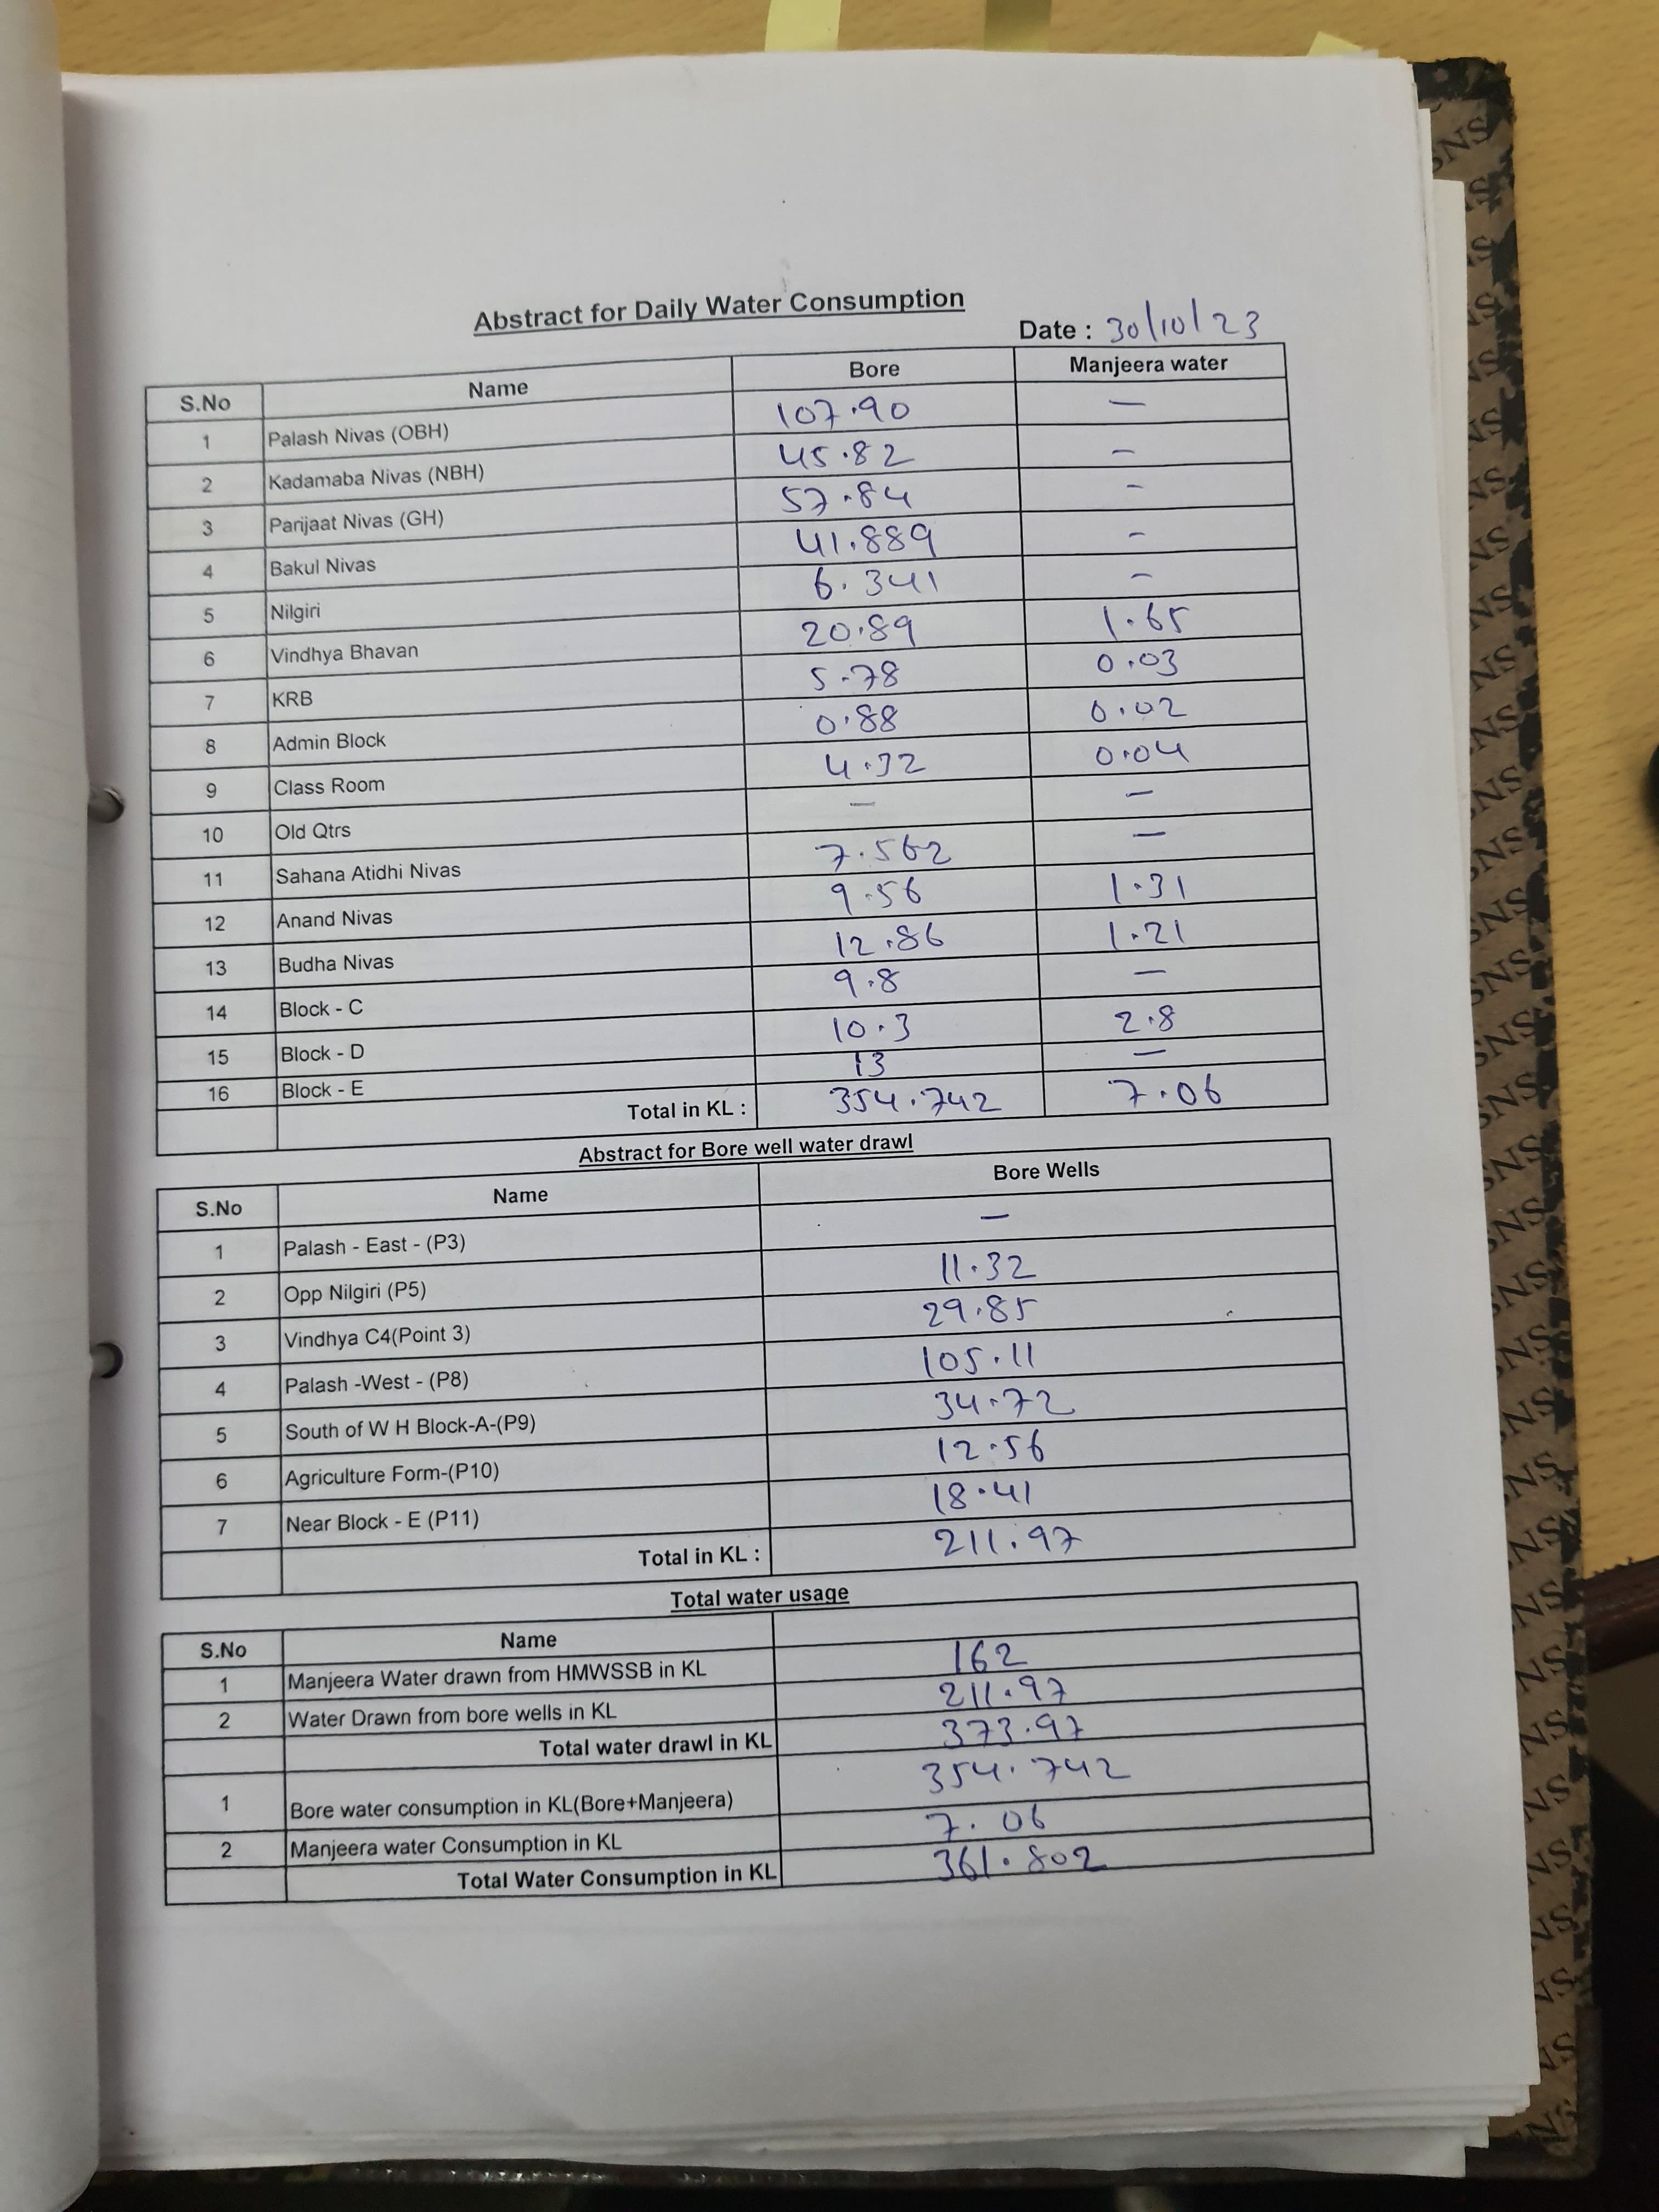 Abstract for Daily Water Consumption
Date : 30/10/23
S.No Name Bore Manjeera water
1 Palash Nivas (OBH) 107.90 —
2 Kadamaba Nivas (NBH) 45.82 –
3 Parijaat Nivas (GH) 57.84 –
4 Bakul Nivas 41.889 –
5 Nilgiri 6.341 –
6 Vindhya Bhavan 20.89 1.65
7 KRB 5.78 0.03
8 Admin Block 0.88 0.02
9 Class Room 4.32 0.04
10 Old Qtrs — —
11 Sahana Atidhi Nivas 7.562 —
12 Anand Nivas 9.56 1.31
13 Budha Nivas 12.86 1.21
14 Block - C 9.8 —
15 Block - D 10.3 2.8
16 Block - E 13 —
Total in KL : 354.742 7.06
Abstract for Bore well water drawl
S.No Name Bore Wells
1 Palash - East - (P3) —
2 Opp Nilgiri (P5) 11.32
3 Vindhya C4(Point 3) 29.85
4 Palash -West - (P8) 105.11
5 South of W H Block-A-(P9) 34.72
6 Agriculture Form-(P10) 12.56
7 Near Block - E (P11) 18.41
Total in KL : 211.97
Total water usage
S.No Name
1 Manjeera Water drawn from HMWSSB in KL 162
2 Water Drawn from bore wells in KL 211.97
Total water drawl in KL 373.97
1 Bore water consumption in KL(Bore+Manjeera) 354.742
2 Manjeera water Consumption in KL 7.06
Total Water Consumption in KL 361.802